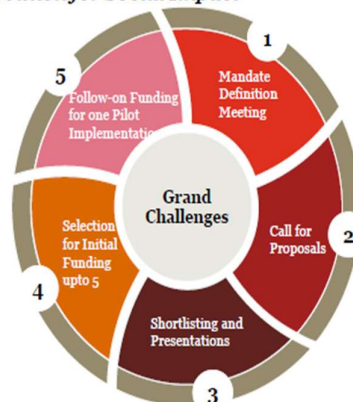 1
Mandate
Definition
Meeting
2
Call for
Proposals
3
Shortlisting and
Presentations
4
Selection
for Initial
Funding
upto 5
5
Follow-on Funding
for one Pilot
Implementation
Grand
Challenges